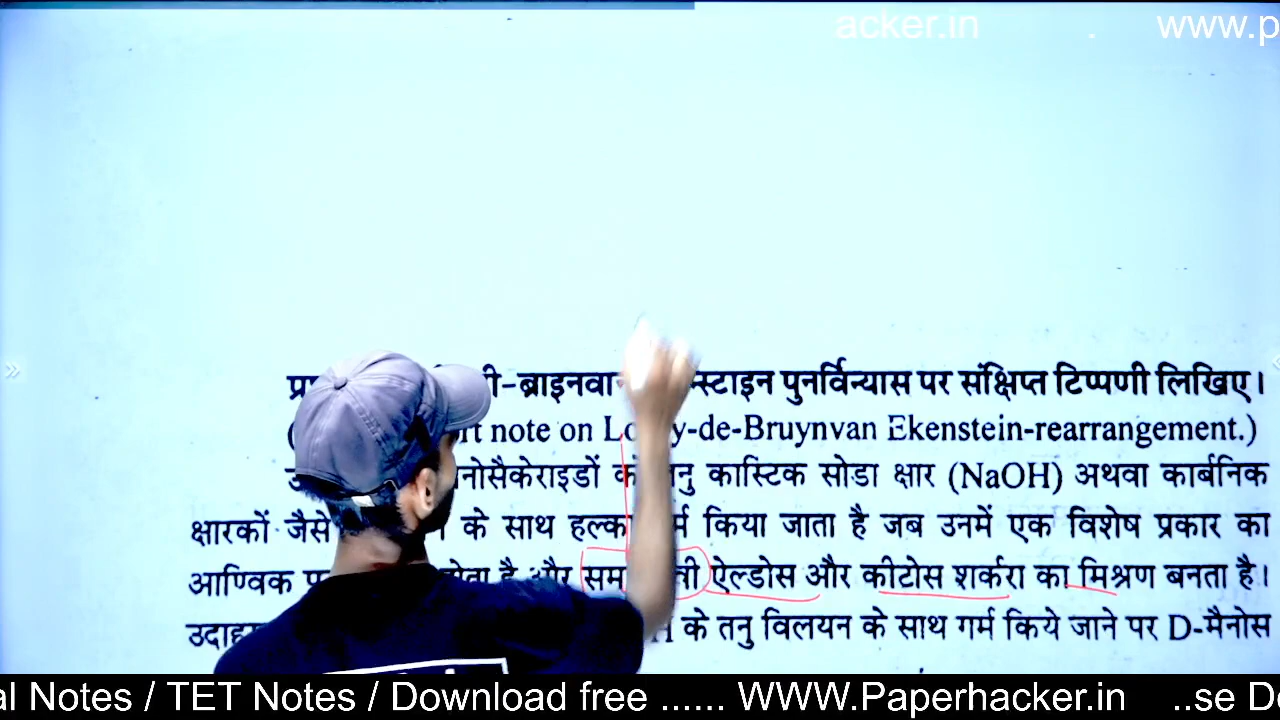 acker.in . www.p
-ब्राइनवान स्टाइन पुनर्विन्यास पर संक्षिप्त टिप्पणी लिखिए।
note on Lo y-de-Bruynvan Ekenstein-rearrangement.)
नोसैकेराइडों को तनु कास्टिक सोडा क्षार (NaOH) अथवा कार्बनिक
क्षारकों जैसे के साथ हल्का किया जाता है जब उनमें एक विशेष प्रकार का
आण्विक होता है और ऐल्डोस और कीटोस शर्करा का मिश्रण बनता है।
के तनु विलयन के साथ गर्म किये जाने पर D-मैनोस
al Notes / TET Notes / Download free ...... WWW.Paperhacker.in ..se D